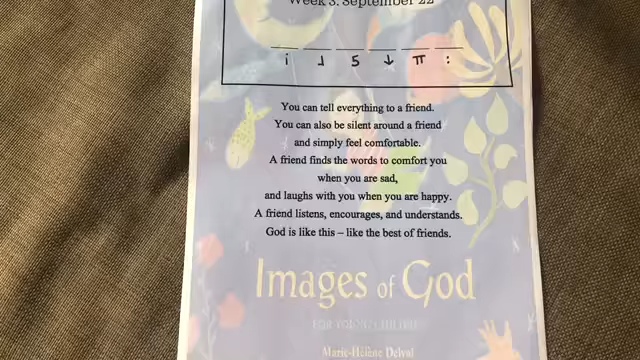 Week 3: September 22
i ⅃ 5 ↓ π :
You can tell everything to a friend.
You can also be silent around a friend
and simply feel comfortable.
A friend finds the words to comfort you
when you are sad,
and laughs with you when you are happy.
A friend listens, encourages, and understands.
God is like this – like the best of friends.
Images of God
FOR YOUNG CHILDREN
Marie-Hélène Delval